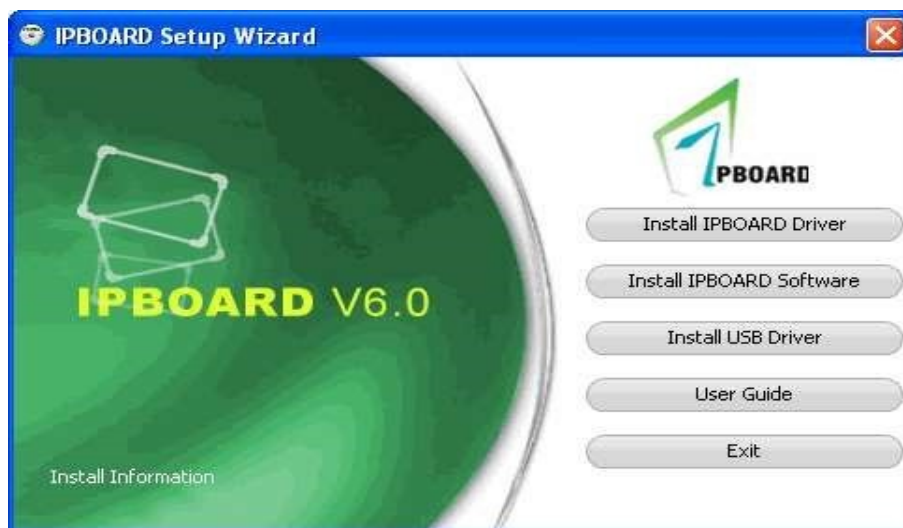 IPBOARD Setup Wizard
IPBOARD
Install IPBOARD Driver
IPBOARD V6.0
Install IPBOARD Software
Install USB Driver
User Guide
Exit
Install Information